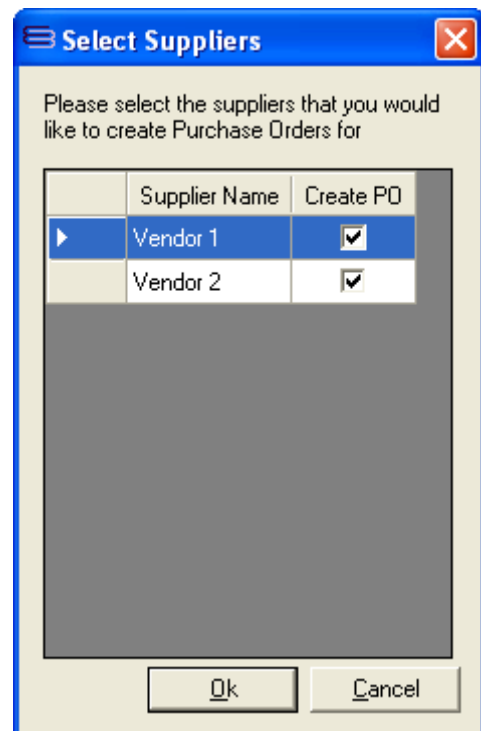 Select Suppliers
Please select the suppliers that you would
like to create Purchase Orders for
Supplier Name Create PO
Vendor 1
Vendor 2
Ok Cancel